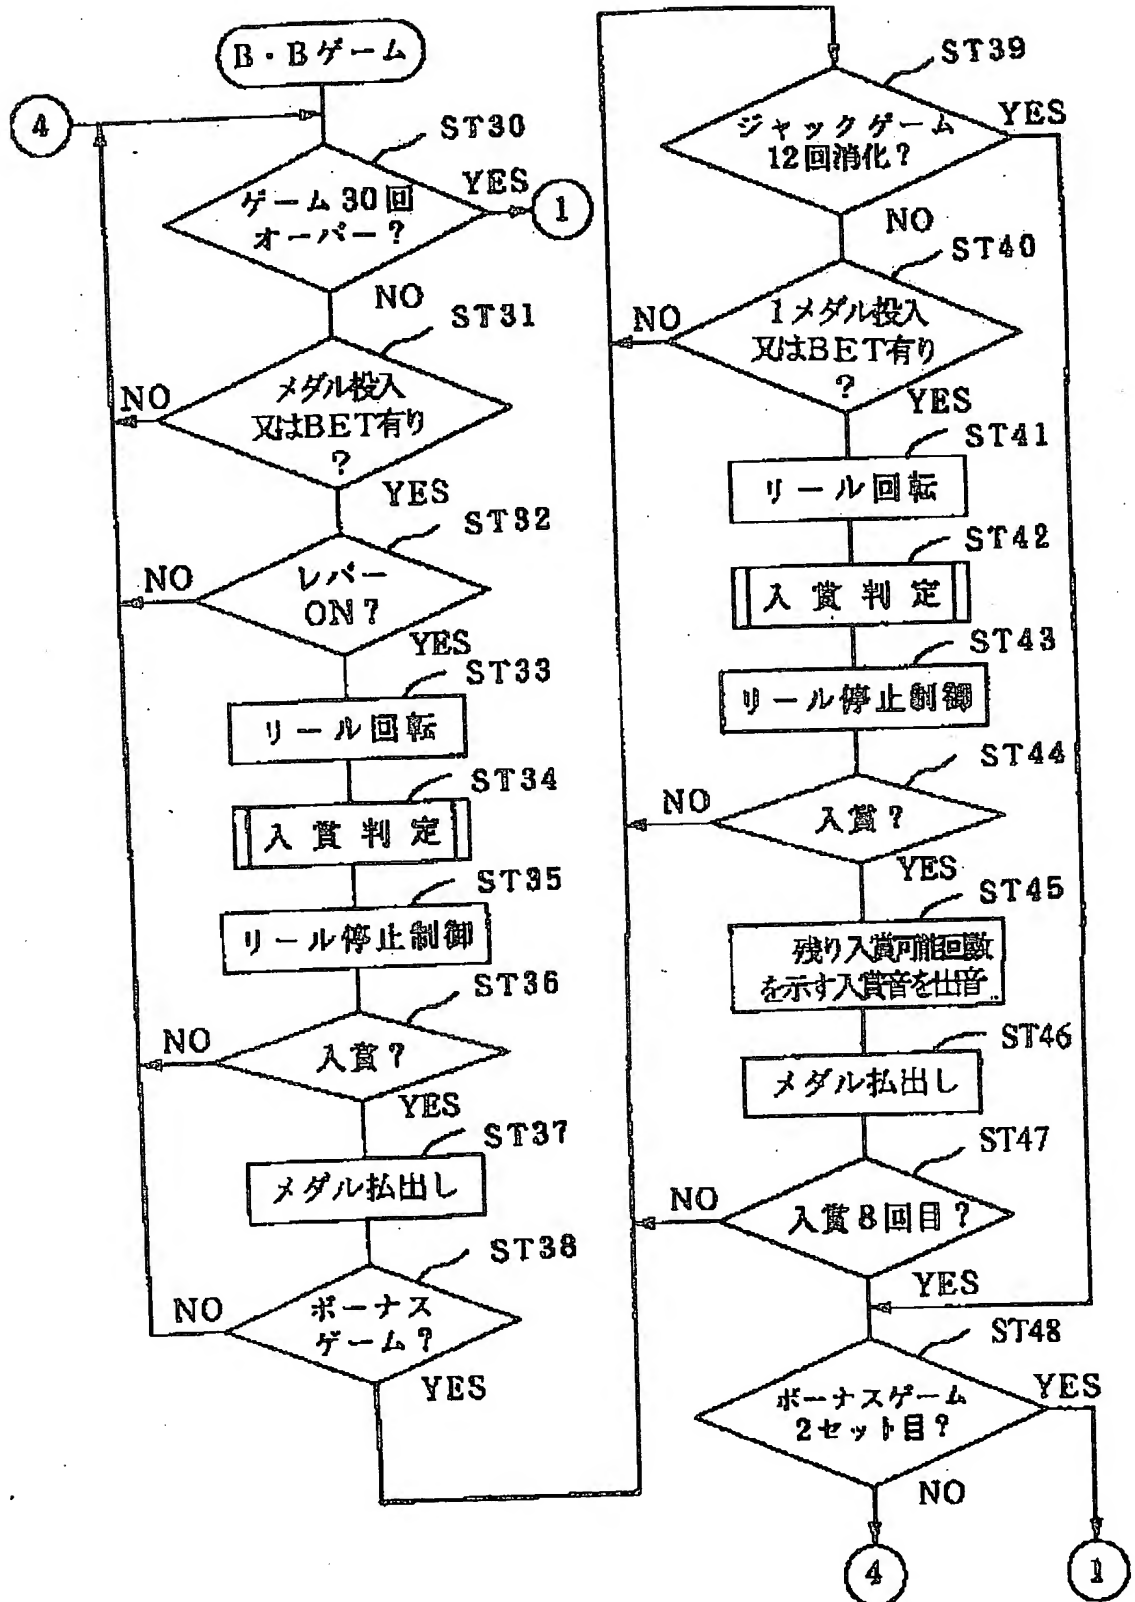 B・Bゲーム
4
ST30
ゲーム30回
オーバー?
YES
1
NO
ST31
メダル投入
又はBET有り
?
NO
YES
ST32
レバー
ON?
NO
YES
ST33
リール回転
ST34
入賞判定
ST35
リール停止制御
ST36
入賞?
NO
YES
ST37
メダル払出し
ST38
ボーナス
ゲーム?
NO
YES
ST39
ジャックゲーム
12回消化?
YES
NO
ST40
1メダル投入
又はBET有り
?
NO
YES
ST41
リール回転
ST42
入賞判定
ST43
リール停止制御
ST44
入賞?
NO
YES
ST45
残り入賞可能回数
を示す入賞音を出音
ST46
メダル払出し
ST47
入賞8回目?
NO
YES
ST48
ボーナスゲーム
2セット目?
YES
NO
4
1